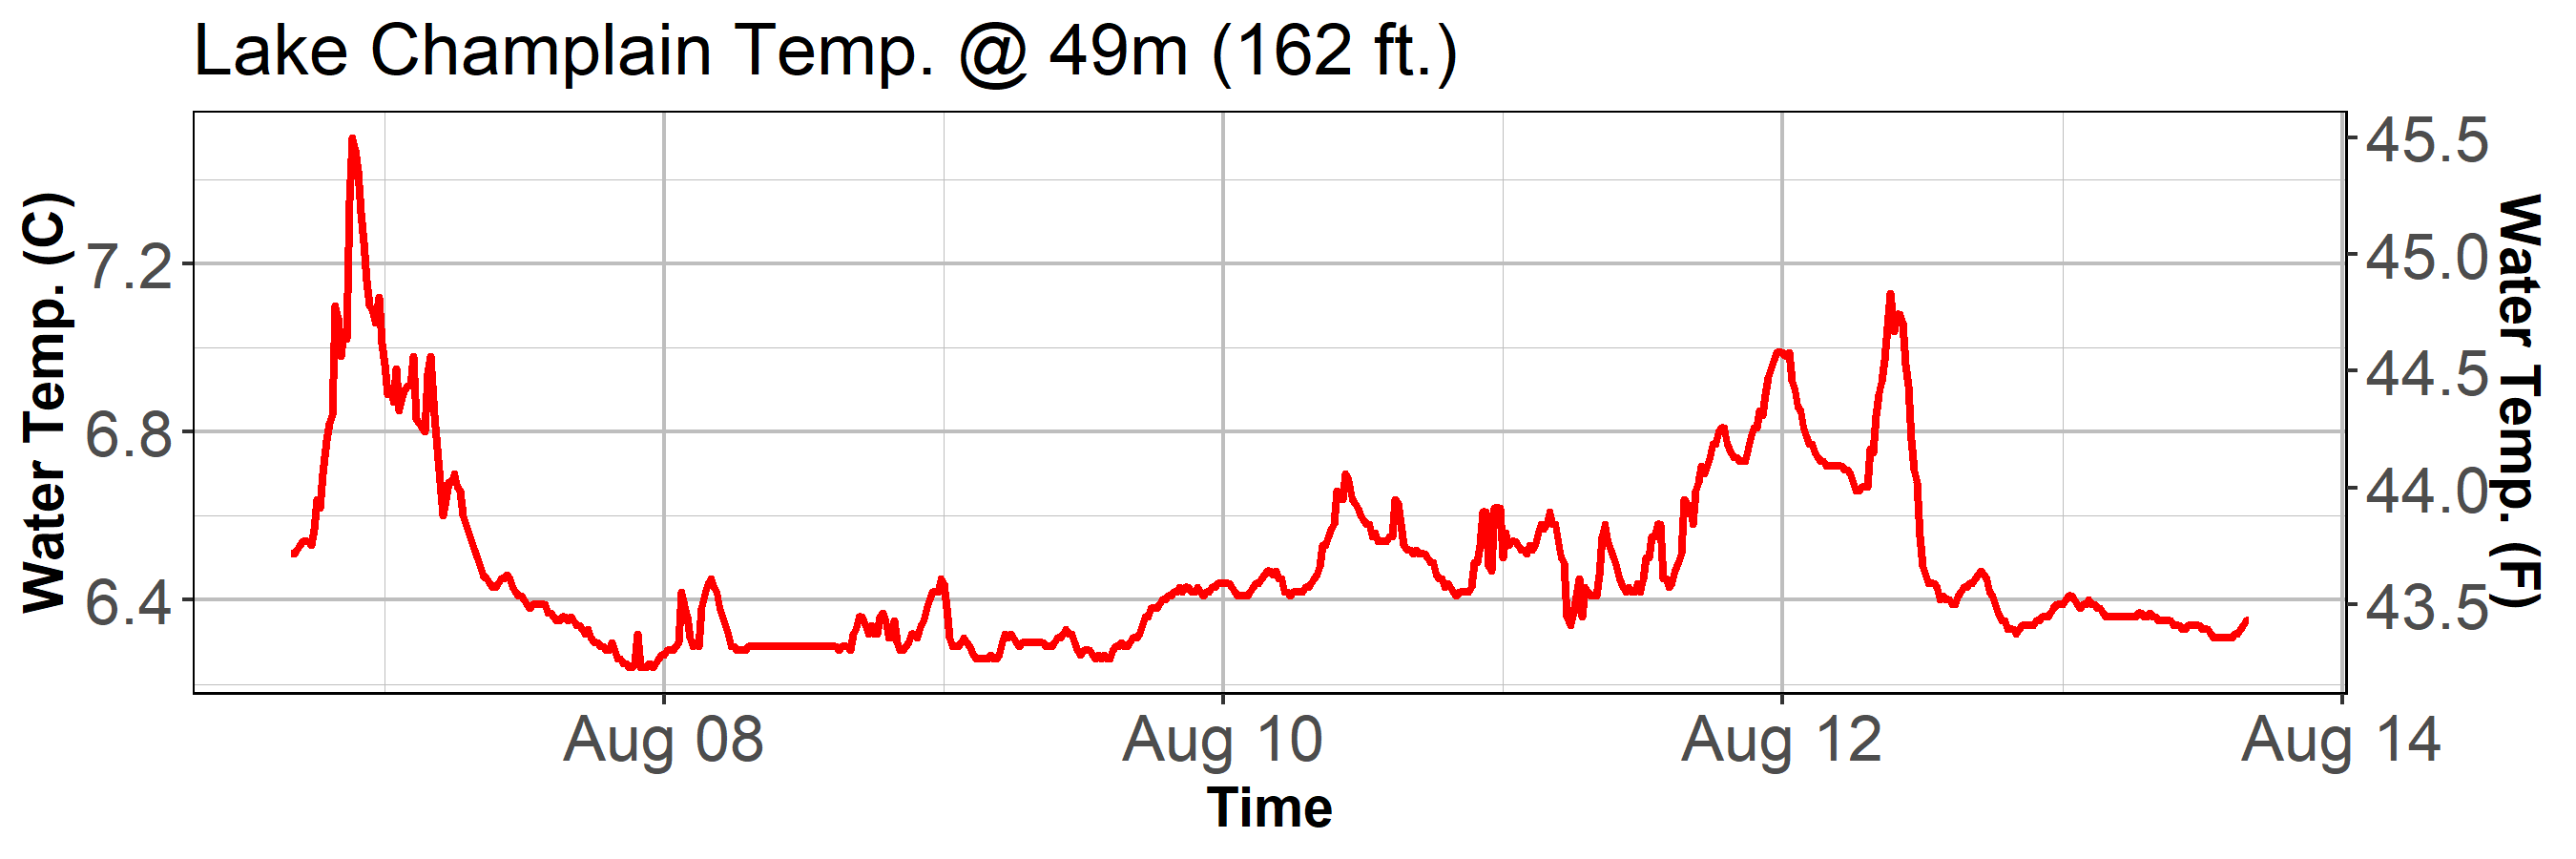 Lake Champlain Temp. @ 49m (162 ft.)
Water Temp. (C)
7.2
6.8
6.4
45.5
45.0
44.5
44.0
43.5
Water Temp. (F)
Aug 08 Aug 10 Aug 12 Aug 14
Time